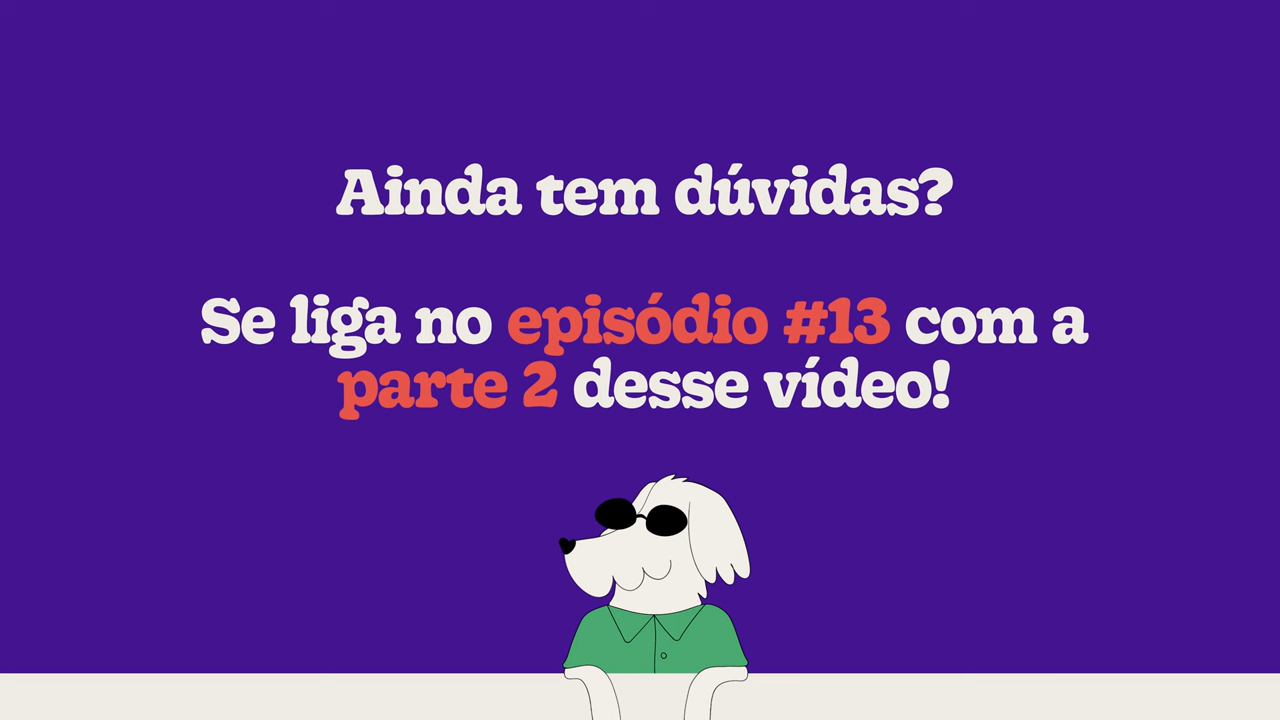 Ainda tem dúvidas?
Se liga no episódio #13 com a
parte 2 desse vídeo!